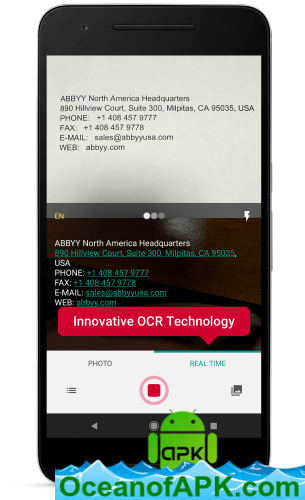 ABBYY North America Headquarters
890 Hillview Court, Suite 300, Milpitas, CA 95035, USA
PHONE: +1 408 457 9777
FAX: +1 408 457 9778
E-MAIL: sales@abbyyusa.com
WEB: abbyy.com
EN
ABBYY North America Headquarters
890 Hillview Court, Suite 300, Milpitas, CA 95035,
USA
PHONE: +1 408 457 9777
FAX: +1 408 457 9778
E-MAIL: sales@abbyyusa.com
WEB: abbyy.com
Innovative OCR Technology
PHOTO
REAL TIME
APK
OceanofAPK.com